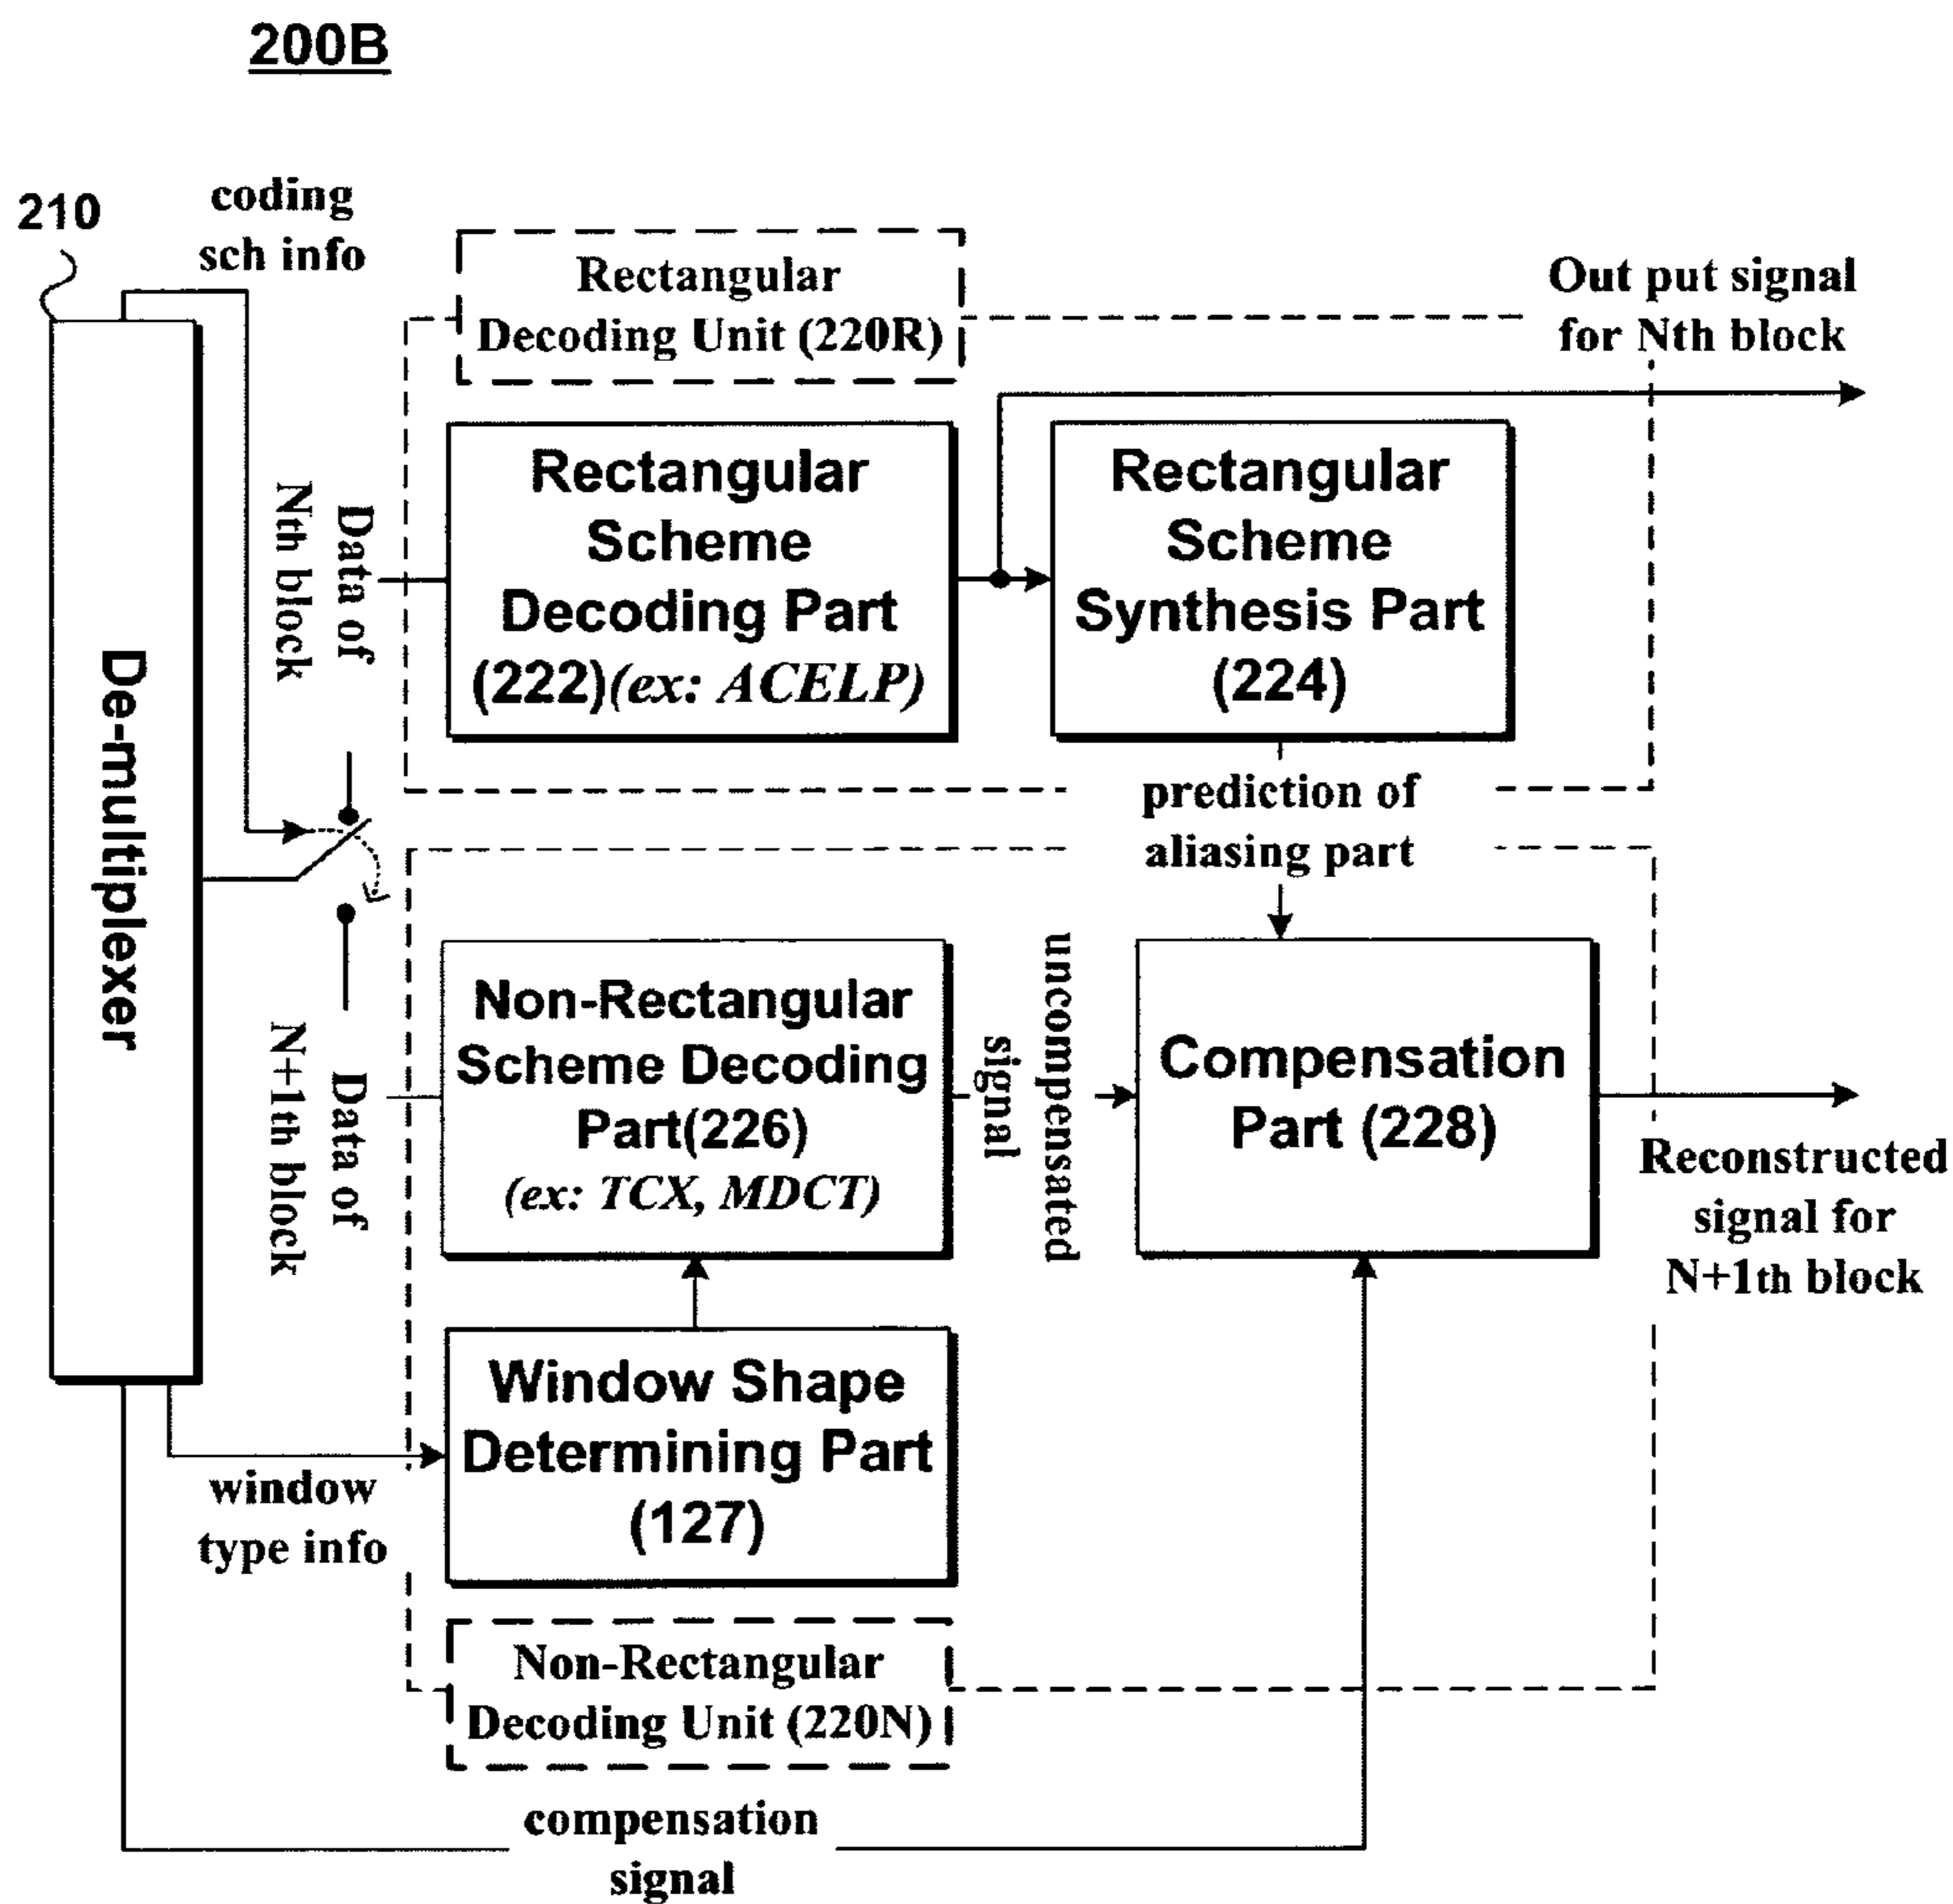 200B
210
coding
sch info
Rectangular
Decoding Unit (220R)
Out put signal
for Nth block
De-multiplexer
Data of
Nth block
Rectangular
Scheme
Decoding Part
(222)(ex: ACELP)
Rectangular
Scheme
Synthesis Part
(224)
prediction of
aliasing part
Data of
N+1th block
Non-Rectangular
Scheme Decoding
Part(226)
(ex: TCX, MDCT)
uncompensated
signal
Compensation
Part (228)
Reconstructed
signal for
N+1th block
Window Shape
Determining Part
(127)
window
type info
Non-Rectangular
Decoding Unit (220N)
compensation
signal